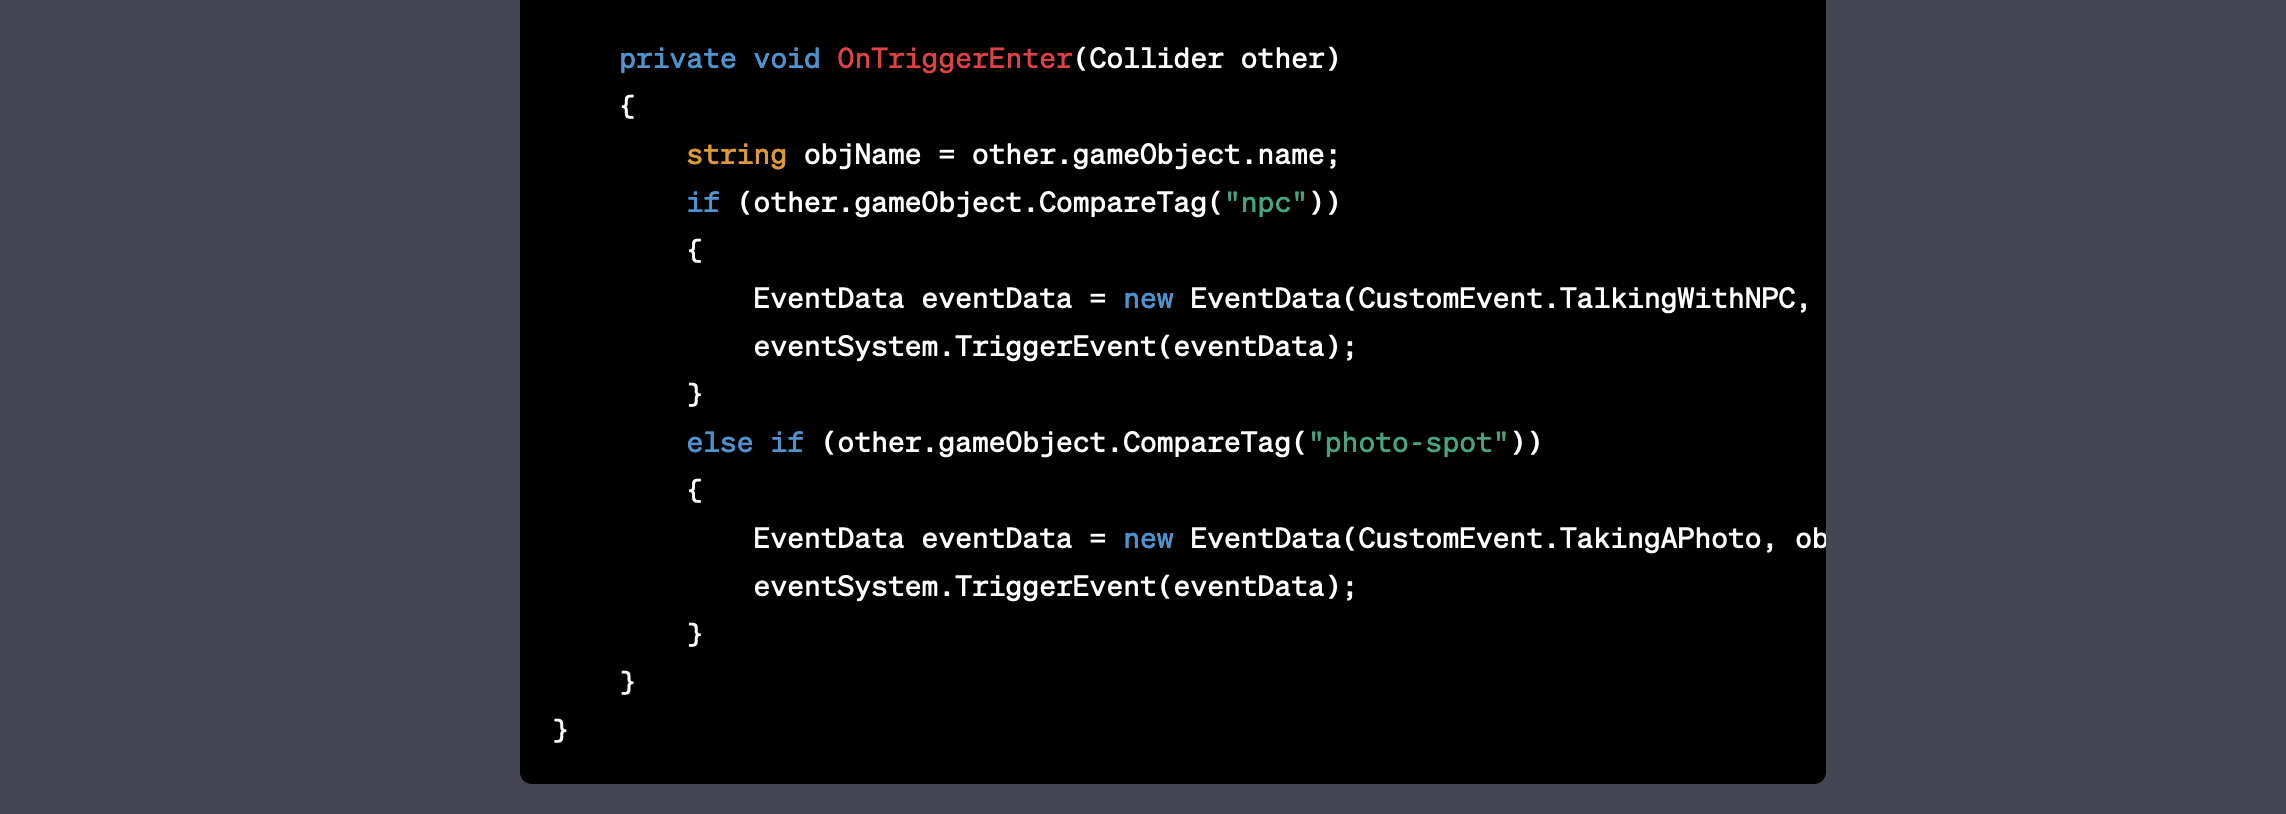 private void OnTriggerEnter(Collider other)
{
string objName = other.gameObject.name;
if (other.gameObject.CompareTag("npc"))
{
EventData eventData = new EventData(CustomEvent.TalkingWithNPC,
eventSystem.TriggerEvent(eventData);
}
else if (other.gameObject.CompareTag("photo-spot"))
{
EventData eventData = new EventData(CustomEvent.TakingAPhoto, ob
eventSystem.TriggerEvent(eventData);
}
}
}